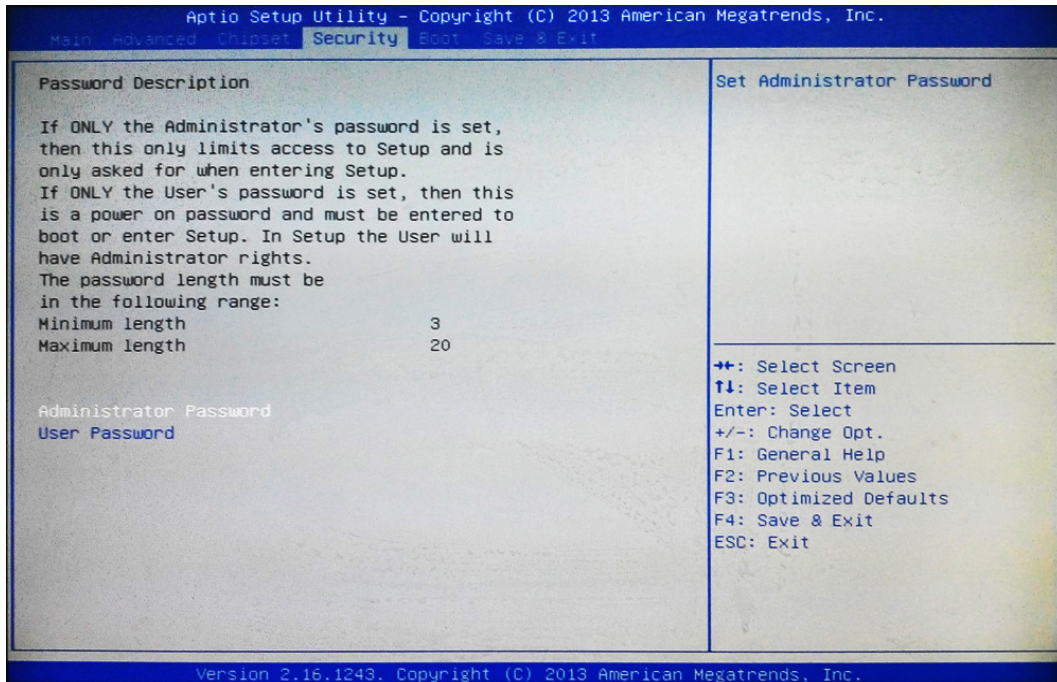 Aptio Setup Utility – Copyright (C) 2013 American Megatrends, Inc.
Main Advanced Chipset Security Boot Save & Exit
Password Description
If ONLY the Administrator's password is set,
then this only limits access to Setup and is
only asked for when entering Setup.
If ONLY the User's password is set, then this
is a power on password and must be entered to
boot or enter Setup. In Setup the User will
have Administrator rights.
The password length must be
in the following range:
Minimum length 3
Maximum length 20
Administrator Password
User Password
Set Administrator Password
→←: Select Screen
↑↓: Select Item
Enter: Select
+/-: Change Opt.
F1: General Help
F2: Previous Values
F3: Optimized Defaults
F4: Save & Exit
ESC: Exit
Version 2.16.1243. Copyright (C) 2013 American Megatrends, Inc.